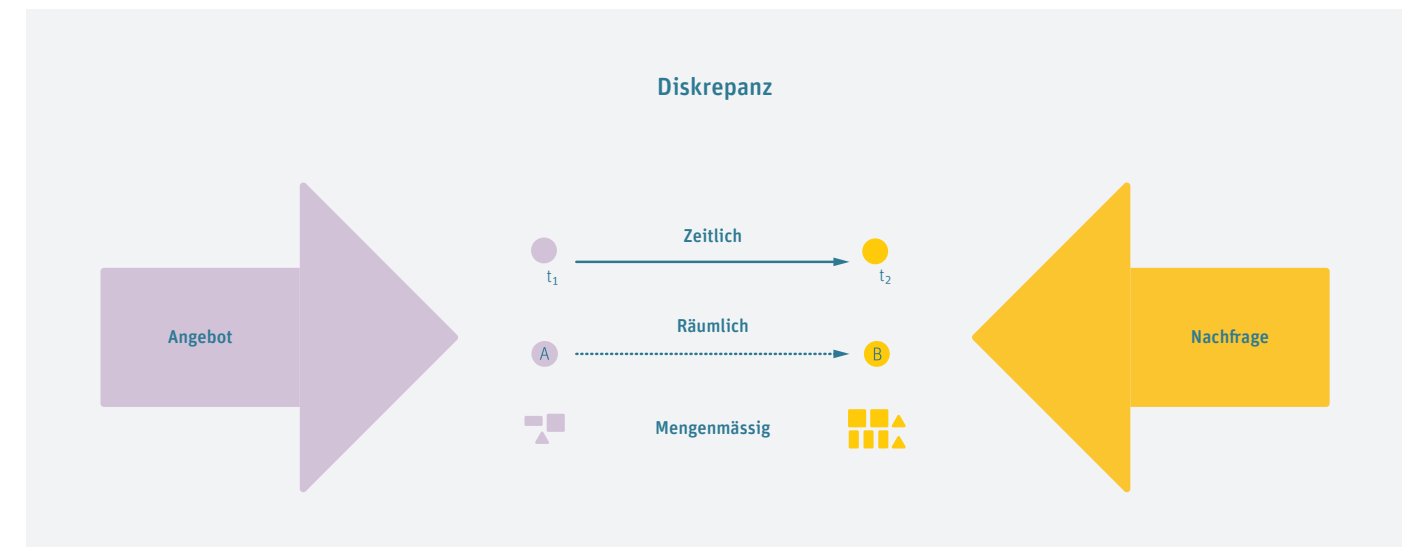 Diskrepanz
Zeitlich
t₁
t₂
Angebot
Räumlich
Nachfrage
A
B
Mengenmässig